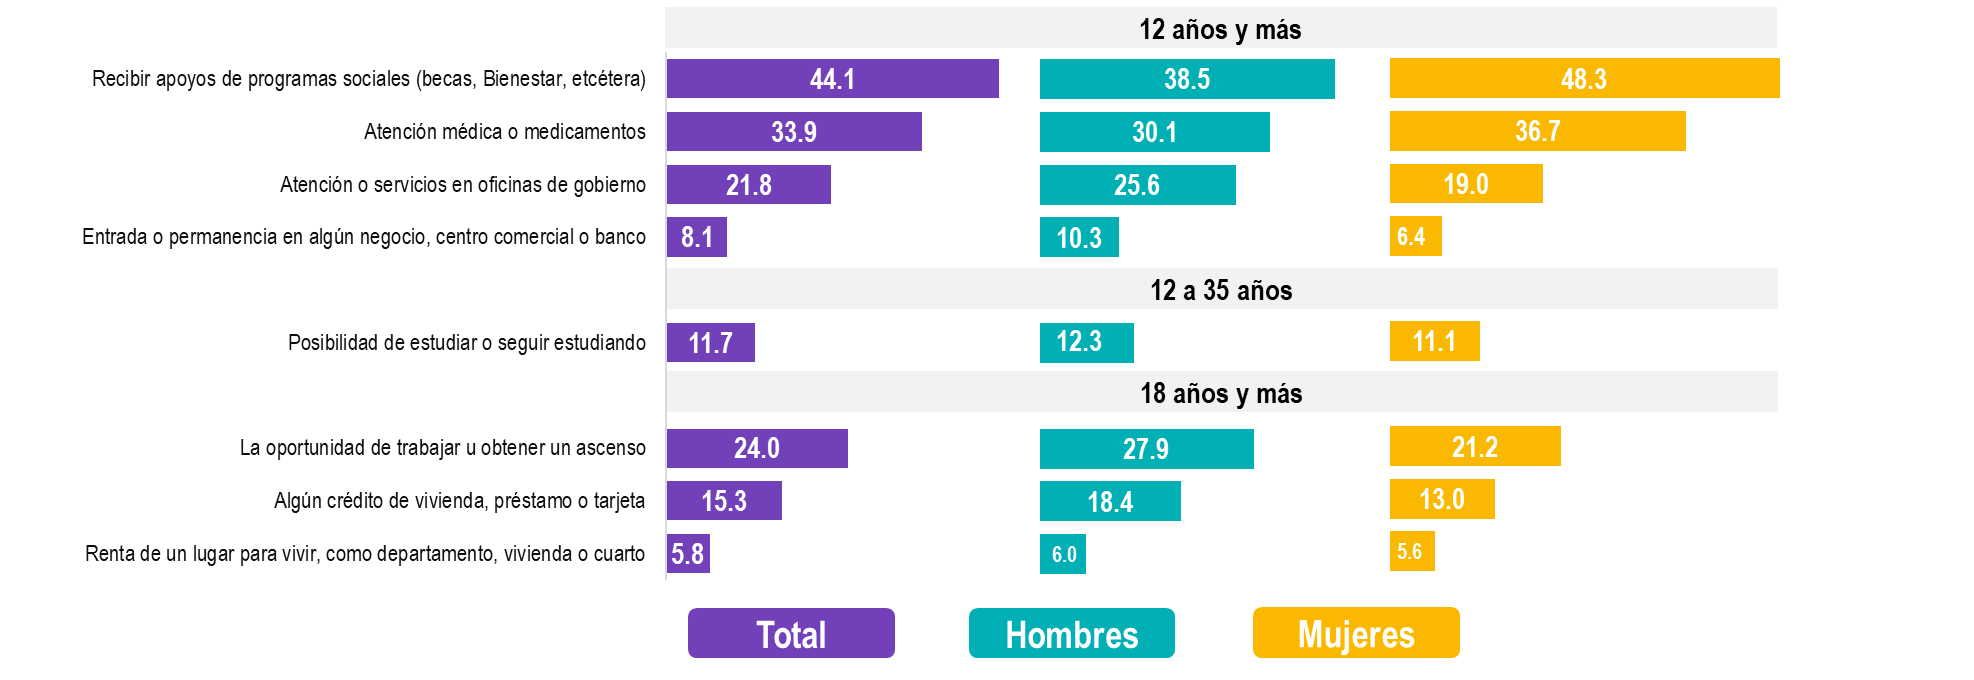 12 años y más
Recibir apoyos de programas sociales (becas, Bienestar, etcétera) 44.1 38.5 48.3
Atención médica o medicamentos 33.9 30.1 36.7
Atención o servicios en oficinas de gobierno 21.8 25.6 19.0
Entrada o permanencia en algún negocio, centro comercial o banco 8.1 10.3 6.4
12 a 35 años
Posibilidad de estudiar o seguir estudiando 11.7 12.3 11.1
18 años y más
La oportunidad de trabajar u obtener un ascenso 24.0 27.9 21.2
Algún crédito de vivienda, préstamo o tarjeta 15.3 18.4 13.0
Renta de un lugar para vivir, como departamento, vivienda o cuarto 5.8 6.0 5.6
Total Hombres Mujeres